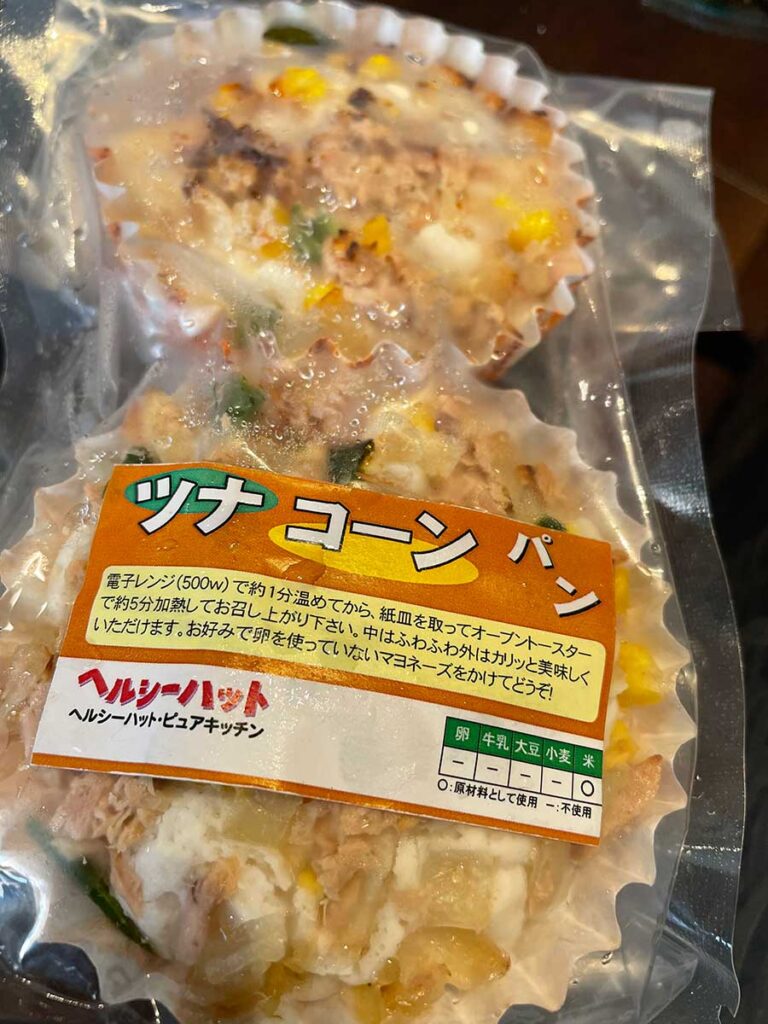 ツナ コーン パン
電子レンジ(500w)で約1分温めてから、紙皿を取ってオーブントースター
で約5分加熱してお召し上がり下さい。中はふわふわ外はカリッと美味しく
いただけます。お好みで卵を使っていないマヨネーズをかけてどうぞ!
ヘルシーハット
ヘルシーハット・ピュアキッチン
卵 牛乳 大豆 小麦 米
− − − − ○
○:原材料として使用 −:不使用